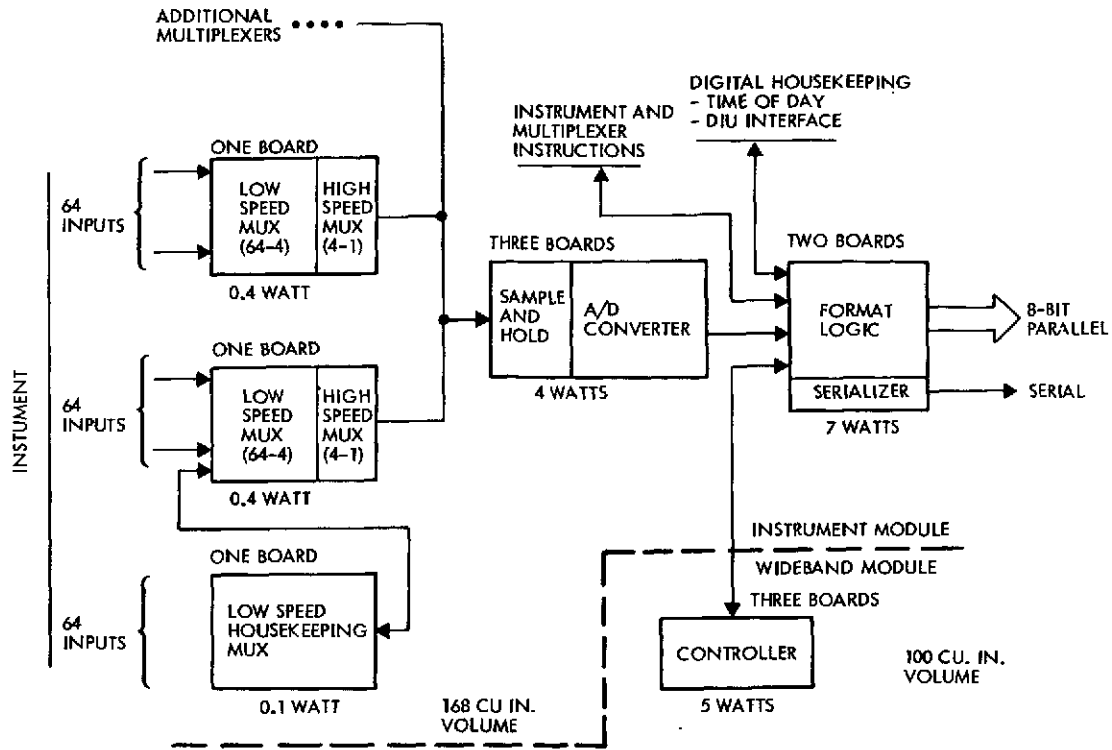 ADDITIONAL
MULTIPLEXERS
DIGITAL HOUSEKEEPING
- TIME OF DAY
- DIU INTERFACE
INSTRUMENT AND
MULTIPLEXER
INSTRUCTIONS
INSTUMENT
ONE BOARD
64
INPUTS
LOW
SPEED
MUX
(64-4)
HIGH
SPEED
MUX
(4-1)
0.4 WATT
THREE BOARDS
SAMPLE
AND
HOLD
A/D
CONVERTER
4 WATTS
TWO BOARDS
FORMAT
LOGIC
SERIALIZER
7 WATTS
8-BIT
PARALLEL
SERIAL
ONE BOARD
64
INPUTS
LOW
SPEED
MUX
(64-4)
HIGH
SPEED
MUX
(4-1)
0.4 WATT
ONE BOARD
64
INPUTS
LOW SPEED
HOUSEKEEPING
MUX
0.1 WATT
168 CU IN.
VOLUME
INSTRUMENT MODULE
WIDEBAND MODULE
THREE BOARDS
CONTROLLER
5 WATTS
100 CU. IN.
VOLUME